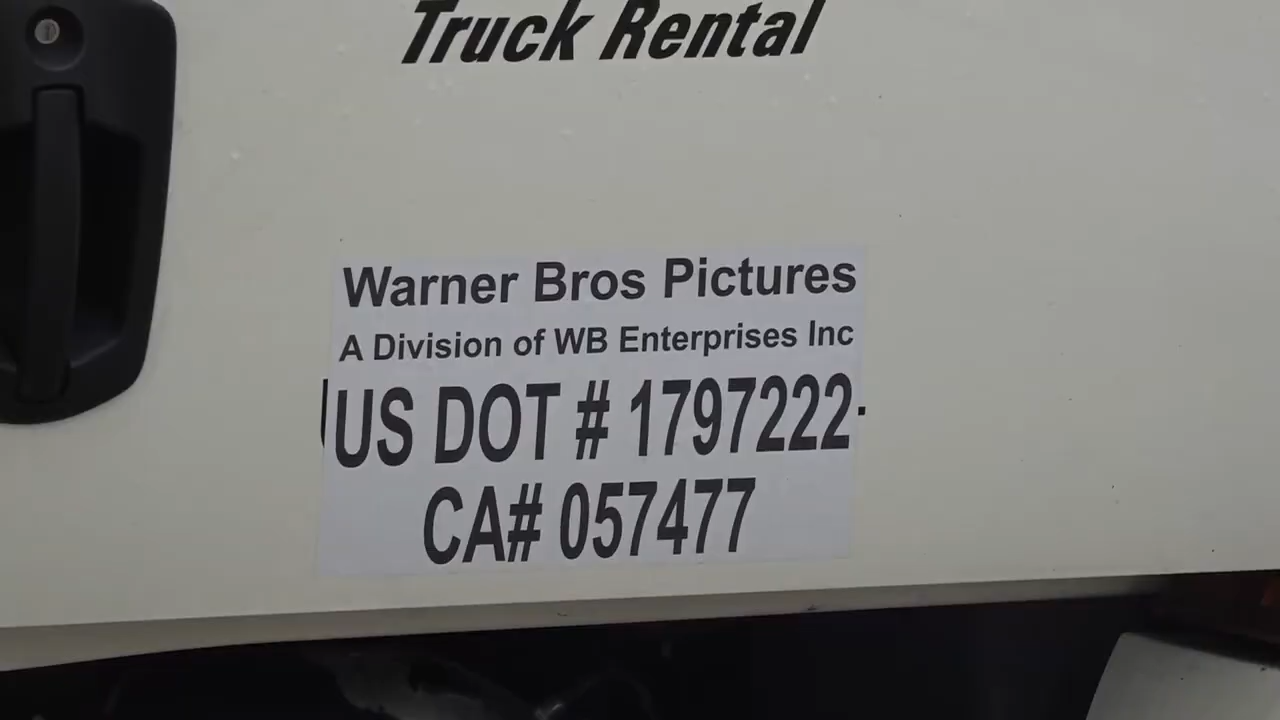 Truck Rental
Warner Bros Pictures
A Division of WB Enterprises Inc
US DOT # 1797222
CA# 057477